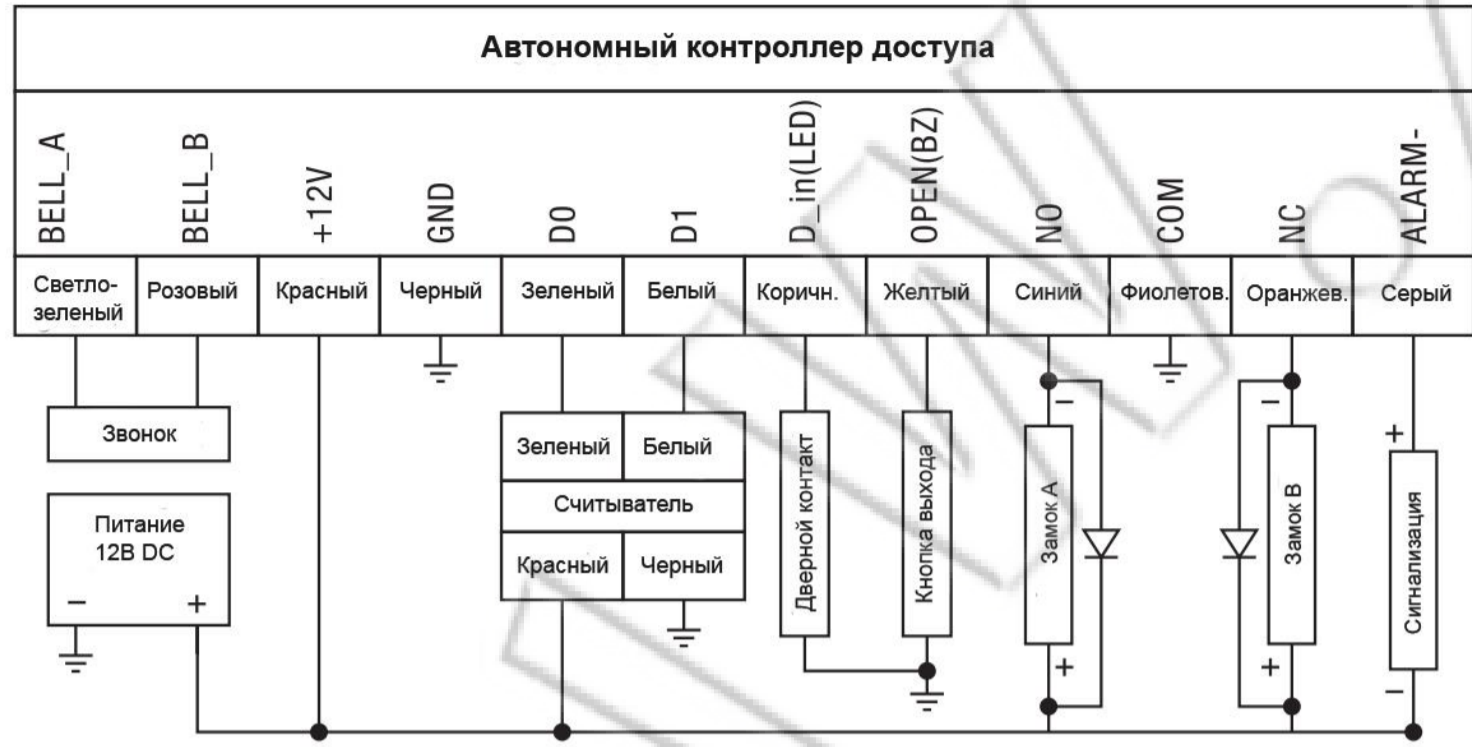 Автономный контроллер доступа
BELL_A
BELL_B
+12V
GND
D0
D1
D_in(LED)
OPEN(BZ)
NO
COM
NC
ALARM-
Светло-
зеленый
Розовый
Красный
Черный
Зеленый
Белый
Коричн.
Желтый
Синий
Фиолетов.
Оранжев.
Серый
Звонок
Питание
12В DC
− +
Зеленый
Белый
Считыватель
Красный
Черный
Дверной контакт
Кнопка выхода
−
Замок А
+
−
Замок В
+
+
Сигнализация
−